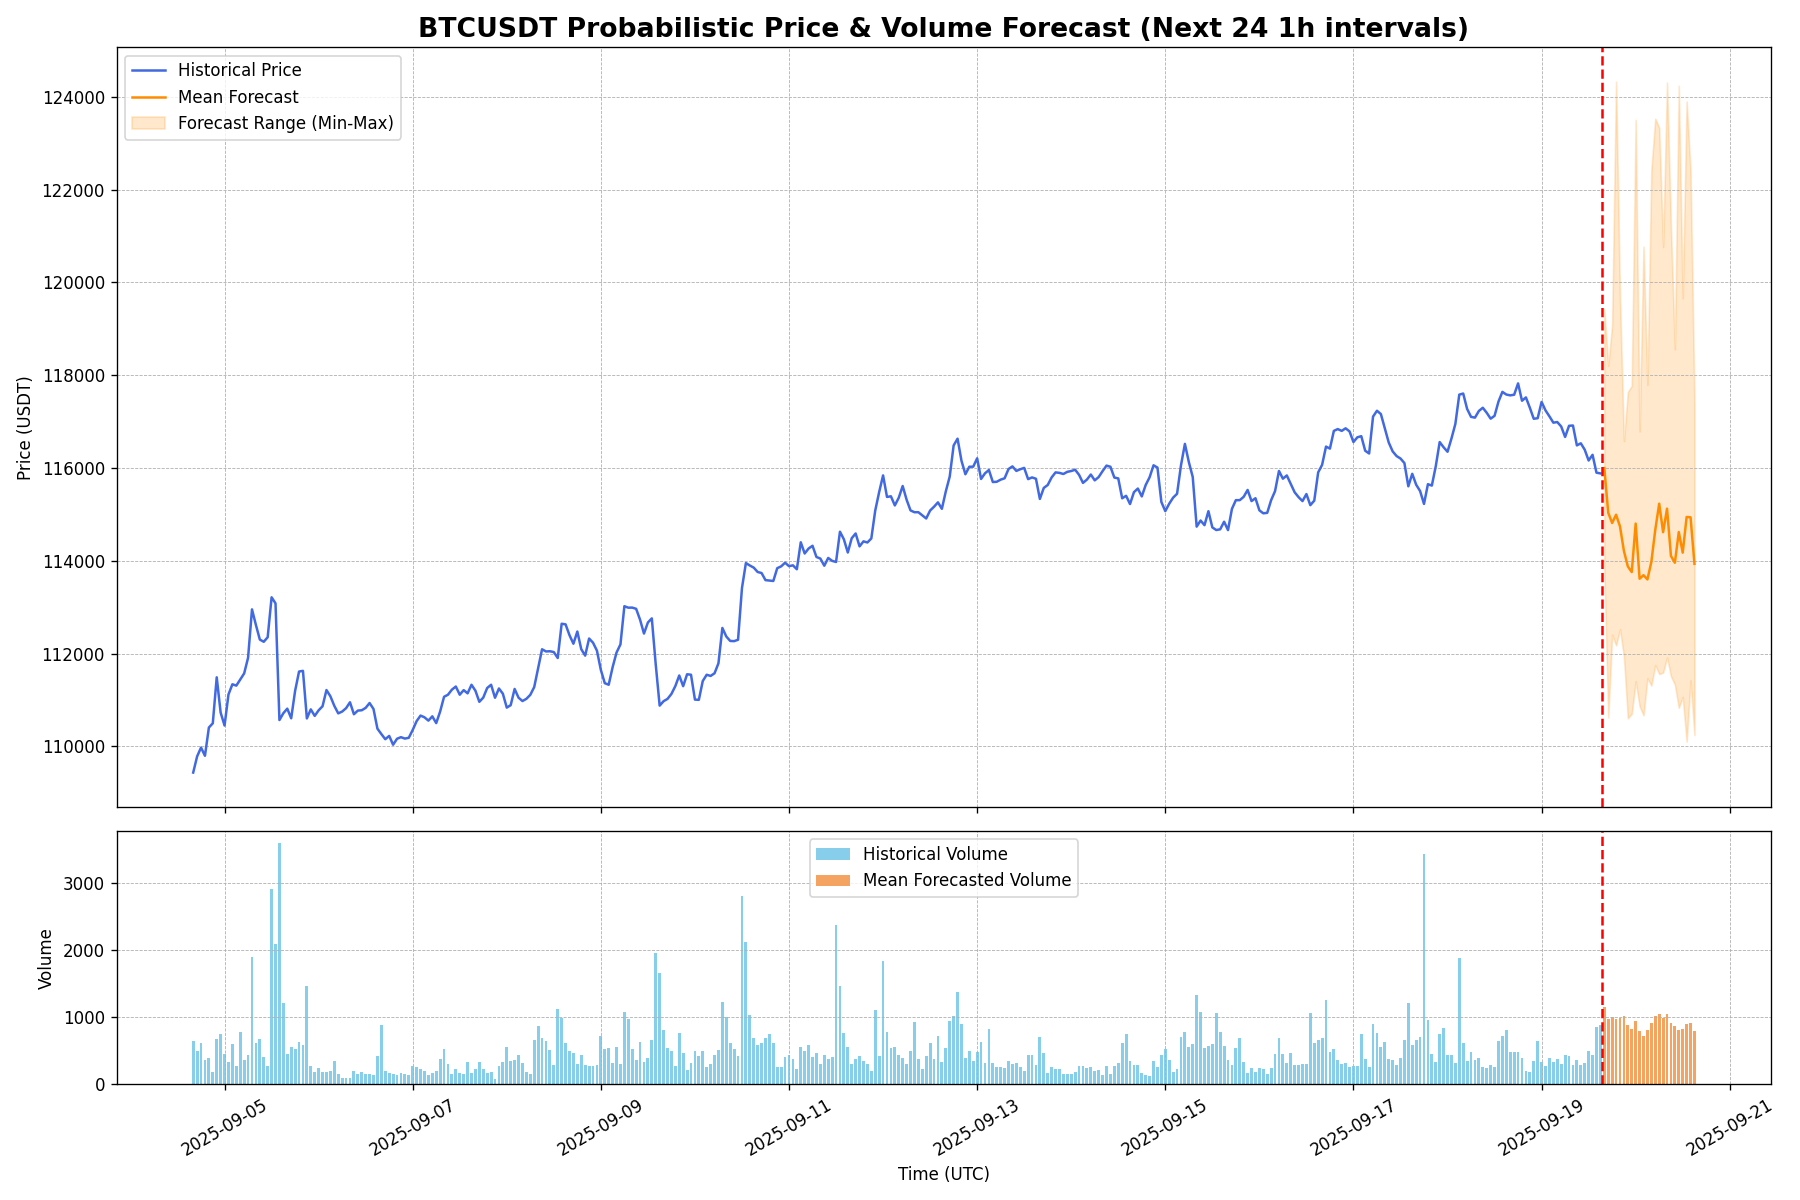 BTCUSDT Probabilistic Price & Volume Forecast (Next 24 1h intervals)
Historical Price
Mean Forecast
Forecast Range (Min-Max)
124000
122000
120000
118000
116000
114000
112000
110000
Price (USDT)
Historical Volume
Mean Forecasted Volume
3000
2000
1000
0
Volume
2025-09-05
2025-09-07
2025-09-09
2025-09-11
2025-09-13
2025-09-15
2025-09-17
2025-09-19
2025-09-21
Time (UTC)